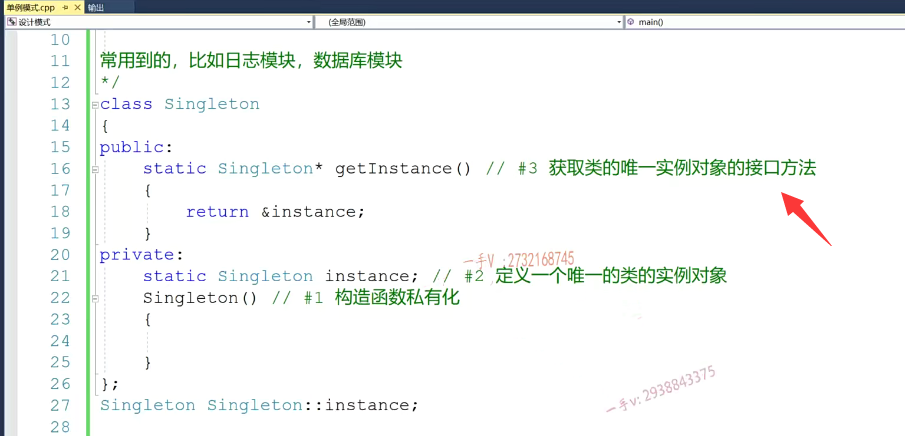 单例模式.cpp 输出
设计模式 (全局范围) main()
10
11 常用到的，比如日志模块，数据库模块
12 */
13 class Singleton
14 {
15 public:
16 static Singleton* getInstance() // #3 获取类的唯一实例对象的接口方法
17 {
18 return &instance;
19 }
20 private:
一手V :2732168745
21 static Singleton instance; // #2 定义一个唯一的类的实例对象
22 Singleton() // #1 构造函数私有化
23 {
24
25 }
26 };
一手v: 2938843375
27 Singleton Singleton::instance;
28